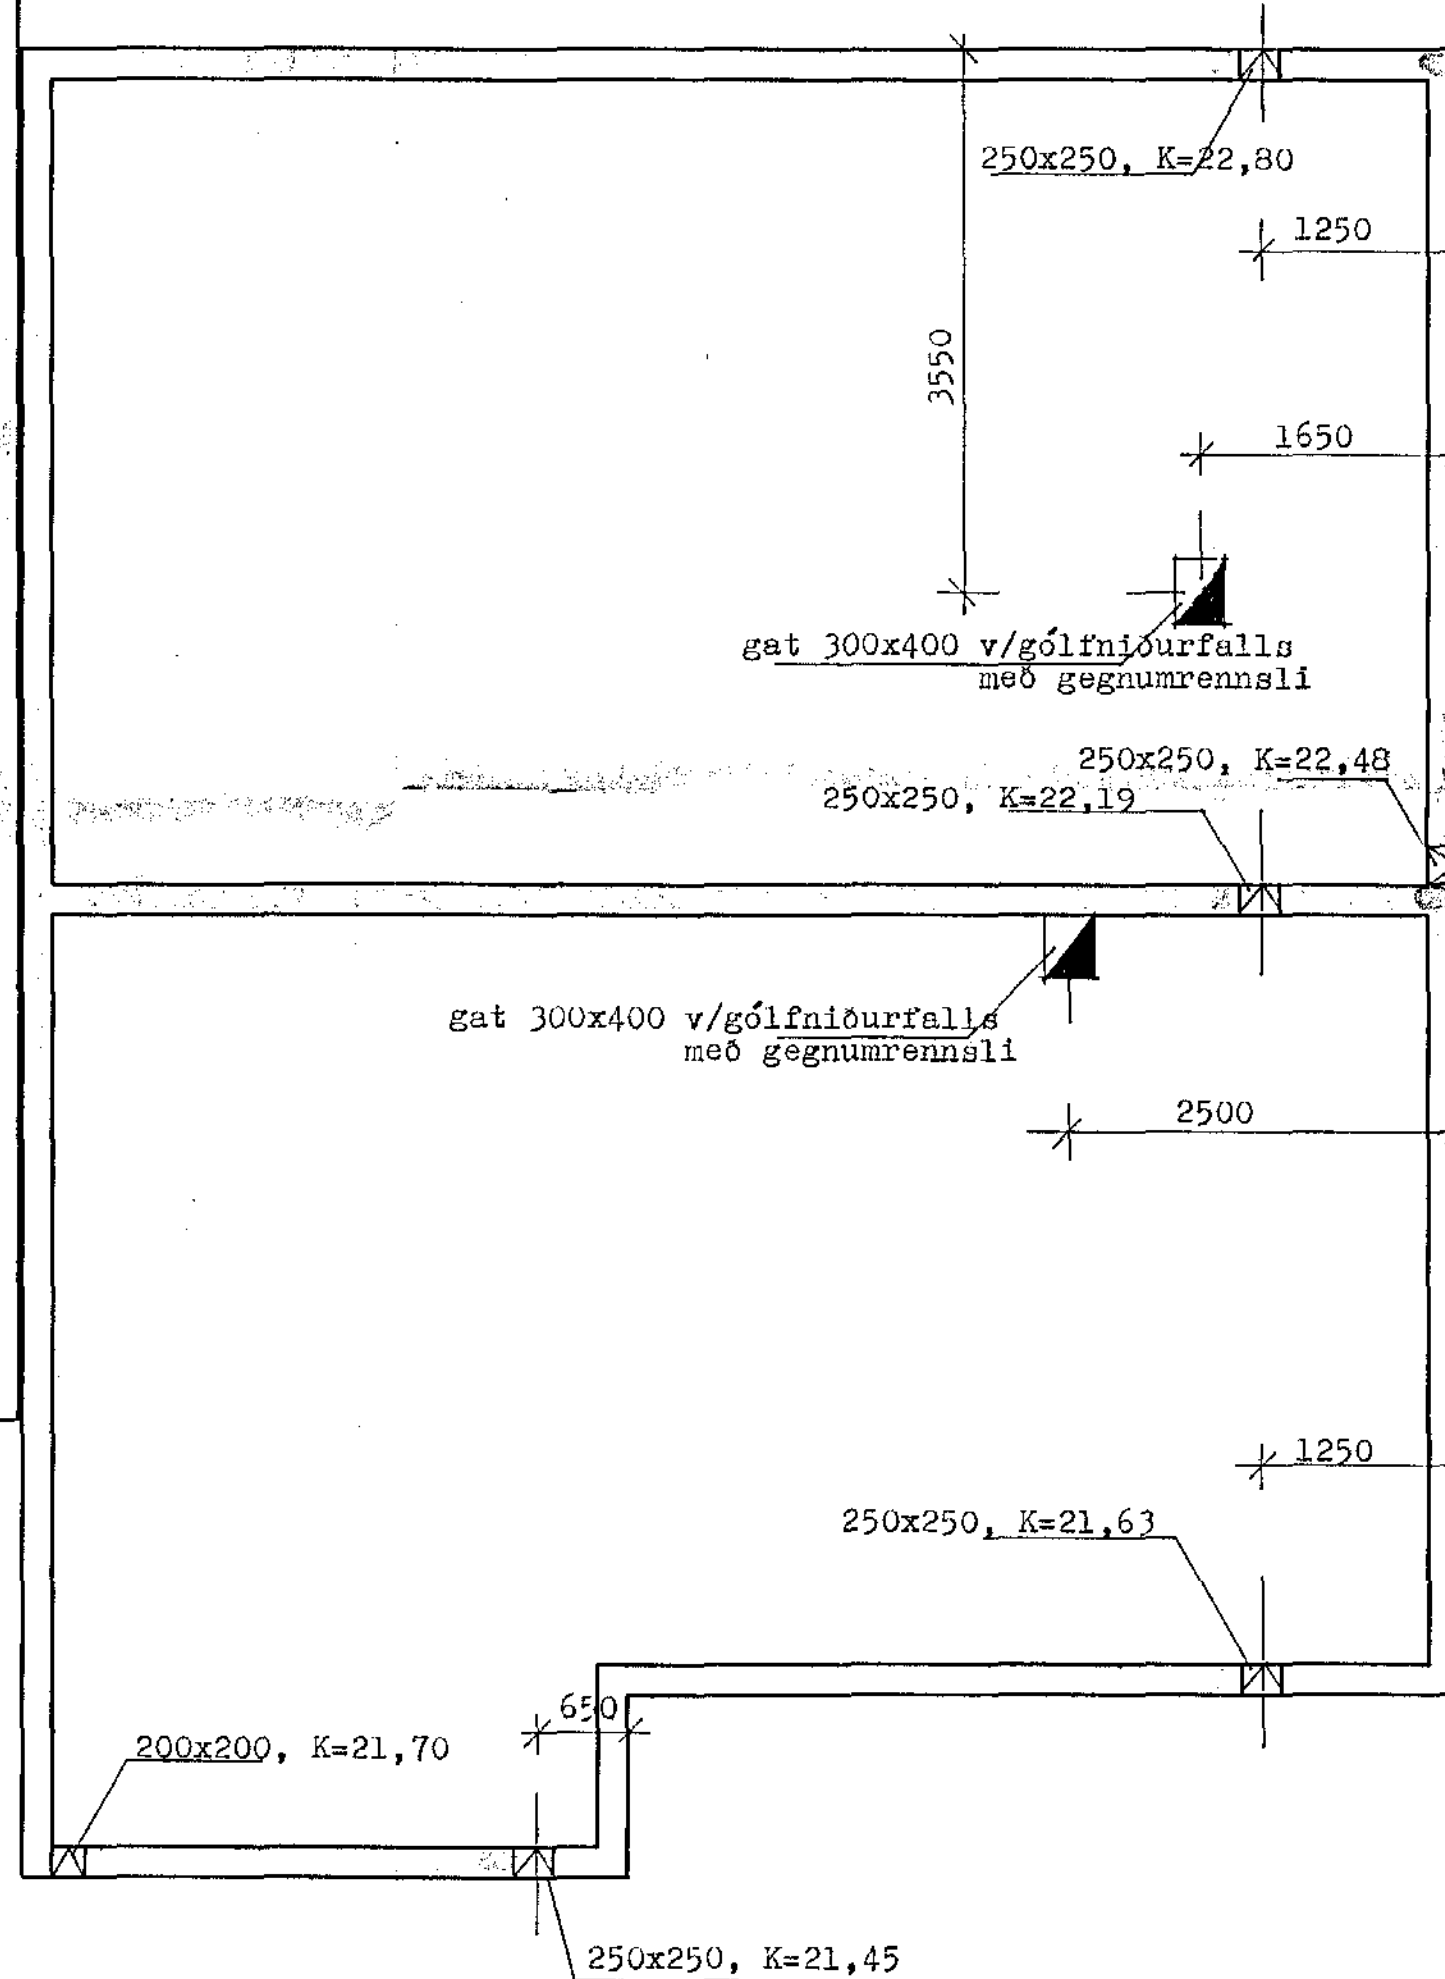 250x250, K=22,80
1250
3550
1650
gat 300x400 v/gólfniðurfalls
með gegnumrennsli
250x250, K=22,48
250x250, K=22,19
gat 300x400 v/gólfniðurfalls
með gegnumrennsli
2500
1250
250x250, K=21,63
650
200x200, K=21,70
250x250, K=21,45